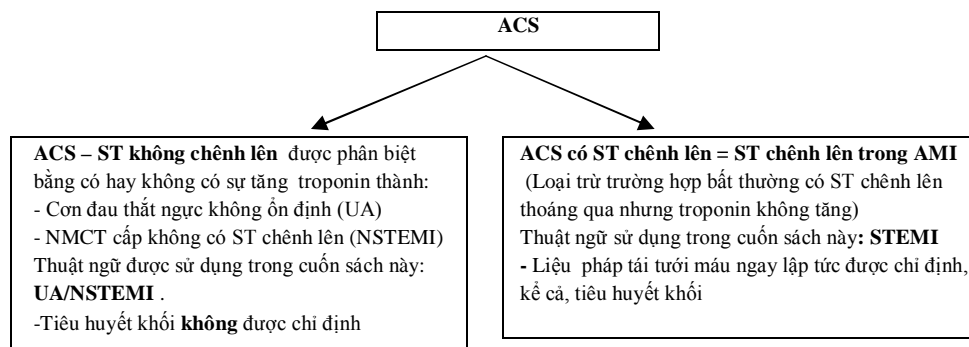 ACS
ACS – ST không chênh lên được phân biệt
bằng có hay không có sự tăng troponin thành:
- Cơn đau thắt ngực không ổn định (UA)
- NMCT cấp không có ST chênh lên (NSTEMI)
Thuật ngữ được sử dụng trong cuốn sách này:
UA/NSTEMI .
-Tiêu huyết khối không được chỉ định
ACS có ST chênh lên = ST chênh lên trong AMI
(Loại trừ trường hợp bất thường có ST chênh lên
thoáng qua nhưng troponin không tăng)
Thuật ngữ sử dụng trong cuốn sách này: STEMI
- Liệu pháp tái tưới máu ngay lập tức được chỉ định,
kể cả, tiêu huyết khối